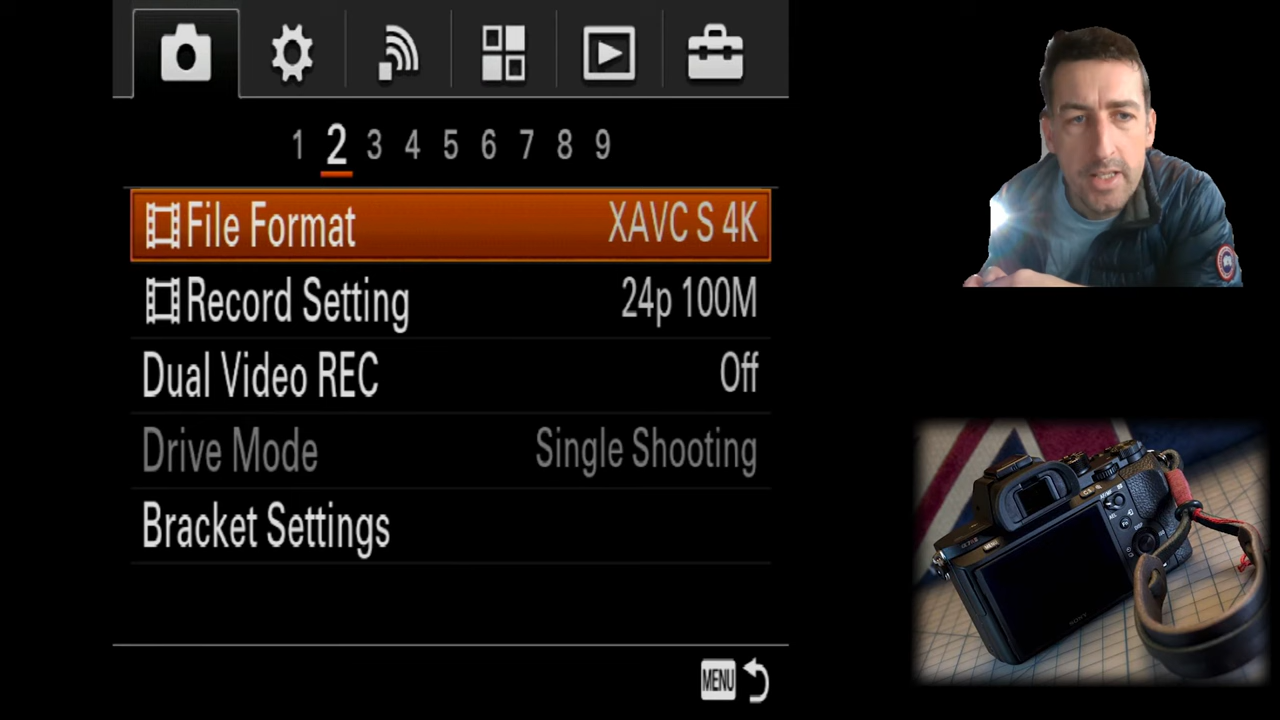 1 2 3 4 5 6 7 8 9
File Format XAVC S 4K
Record Setting 24p 100M
Dual Video REC Off
Drive Mode Single Shooting
Bracket Settings
MENU
SONY